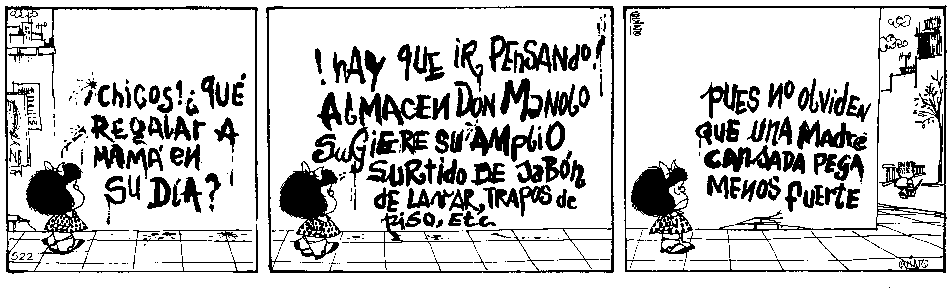 ¡Chicos! ¿QUÉ
REGALAR A
MAMÁ en
SU DÍA?
522
¡HAY QUE IR PENSANDO!
ALMACEN DON MANOLO
SUGIERE SU AMPLIO
SURTIDO DE JABÓN
de LAVAR, TRAPOS de
PISO, ETC.
PUES NO OLVIDEN
QUE UNA MADRE
CANSADA PEGA
MENOS FUERTE
QUINO